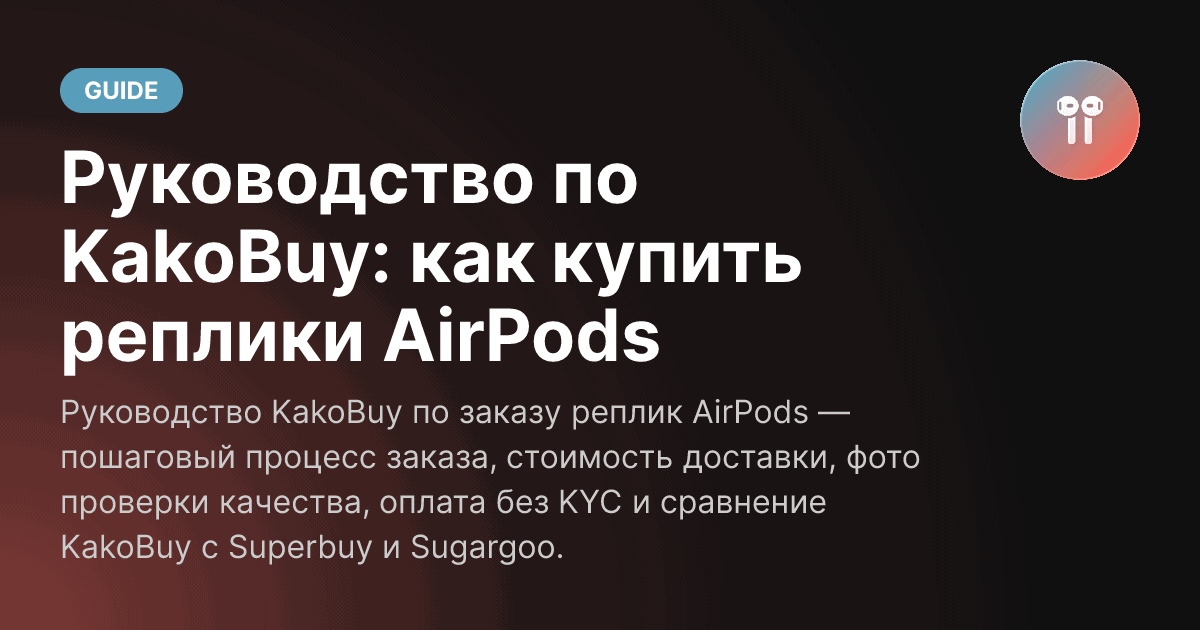 GUIDE
Руководство по
KakoBuy: как купить
реплики AirPods
Руководство KakoBuy по заказу реплик AirPods —
пошаговый процесс заказа, стоимость доставки, фото
проверки качества, оплата без KYC и сравнение
KakoBuy с Superbuy и Sugargoo.